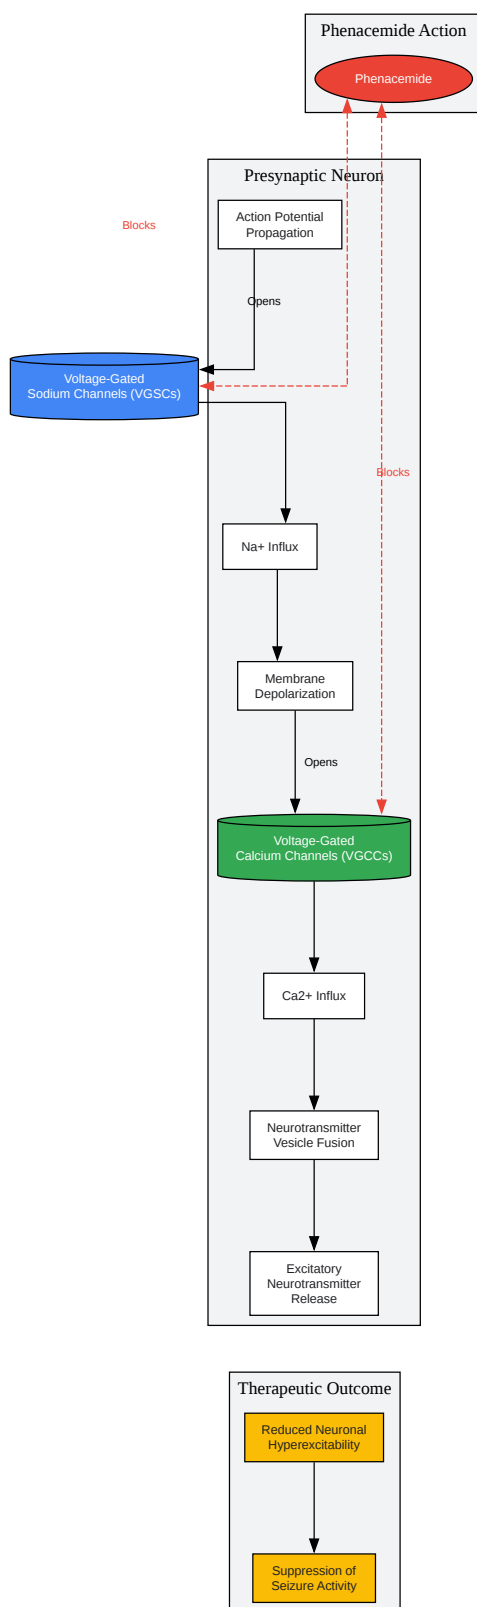 Phenacemide Action
Phenacemide
Presynaptic Neuron
Action Potential
Propagation
Blocks
Opens
Voltage-Gated
Sodium Channels (VGSCs)
Blocks
Na+ Influx
Membrane
Depolarization
Opens
Voltage-Gated
Calcium Channels (VGCCs)
Ca2+ Influx
Neurotransmitter
Vesicle Fusion
Excitatory
Neurotransmitter
Release
Therapeutic Outcome
Reduced Neuronal
Hyperexcitability
Suppression of
Seizure Activity